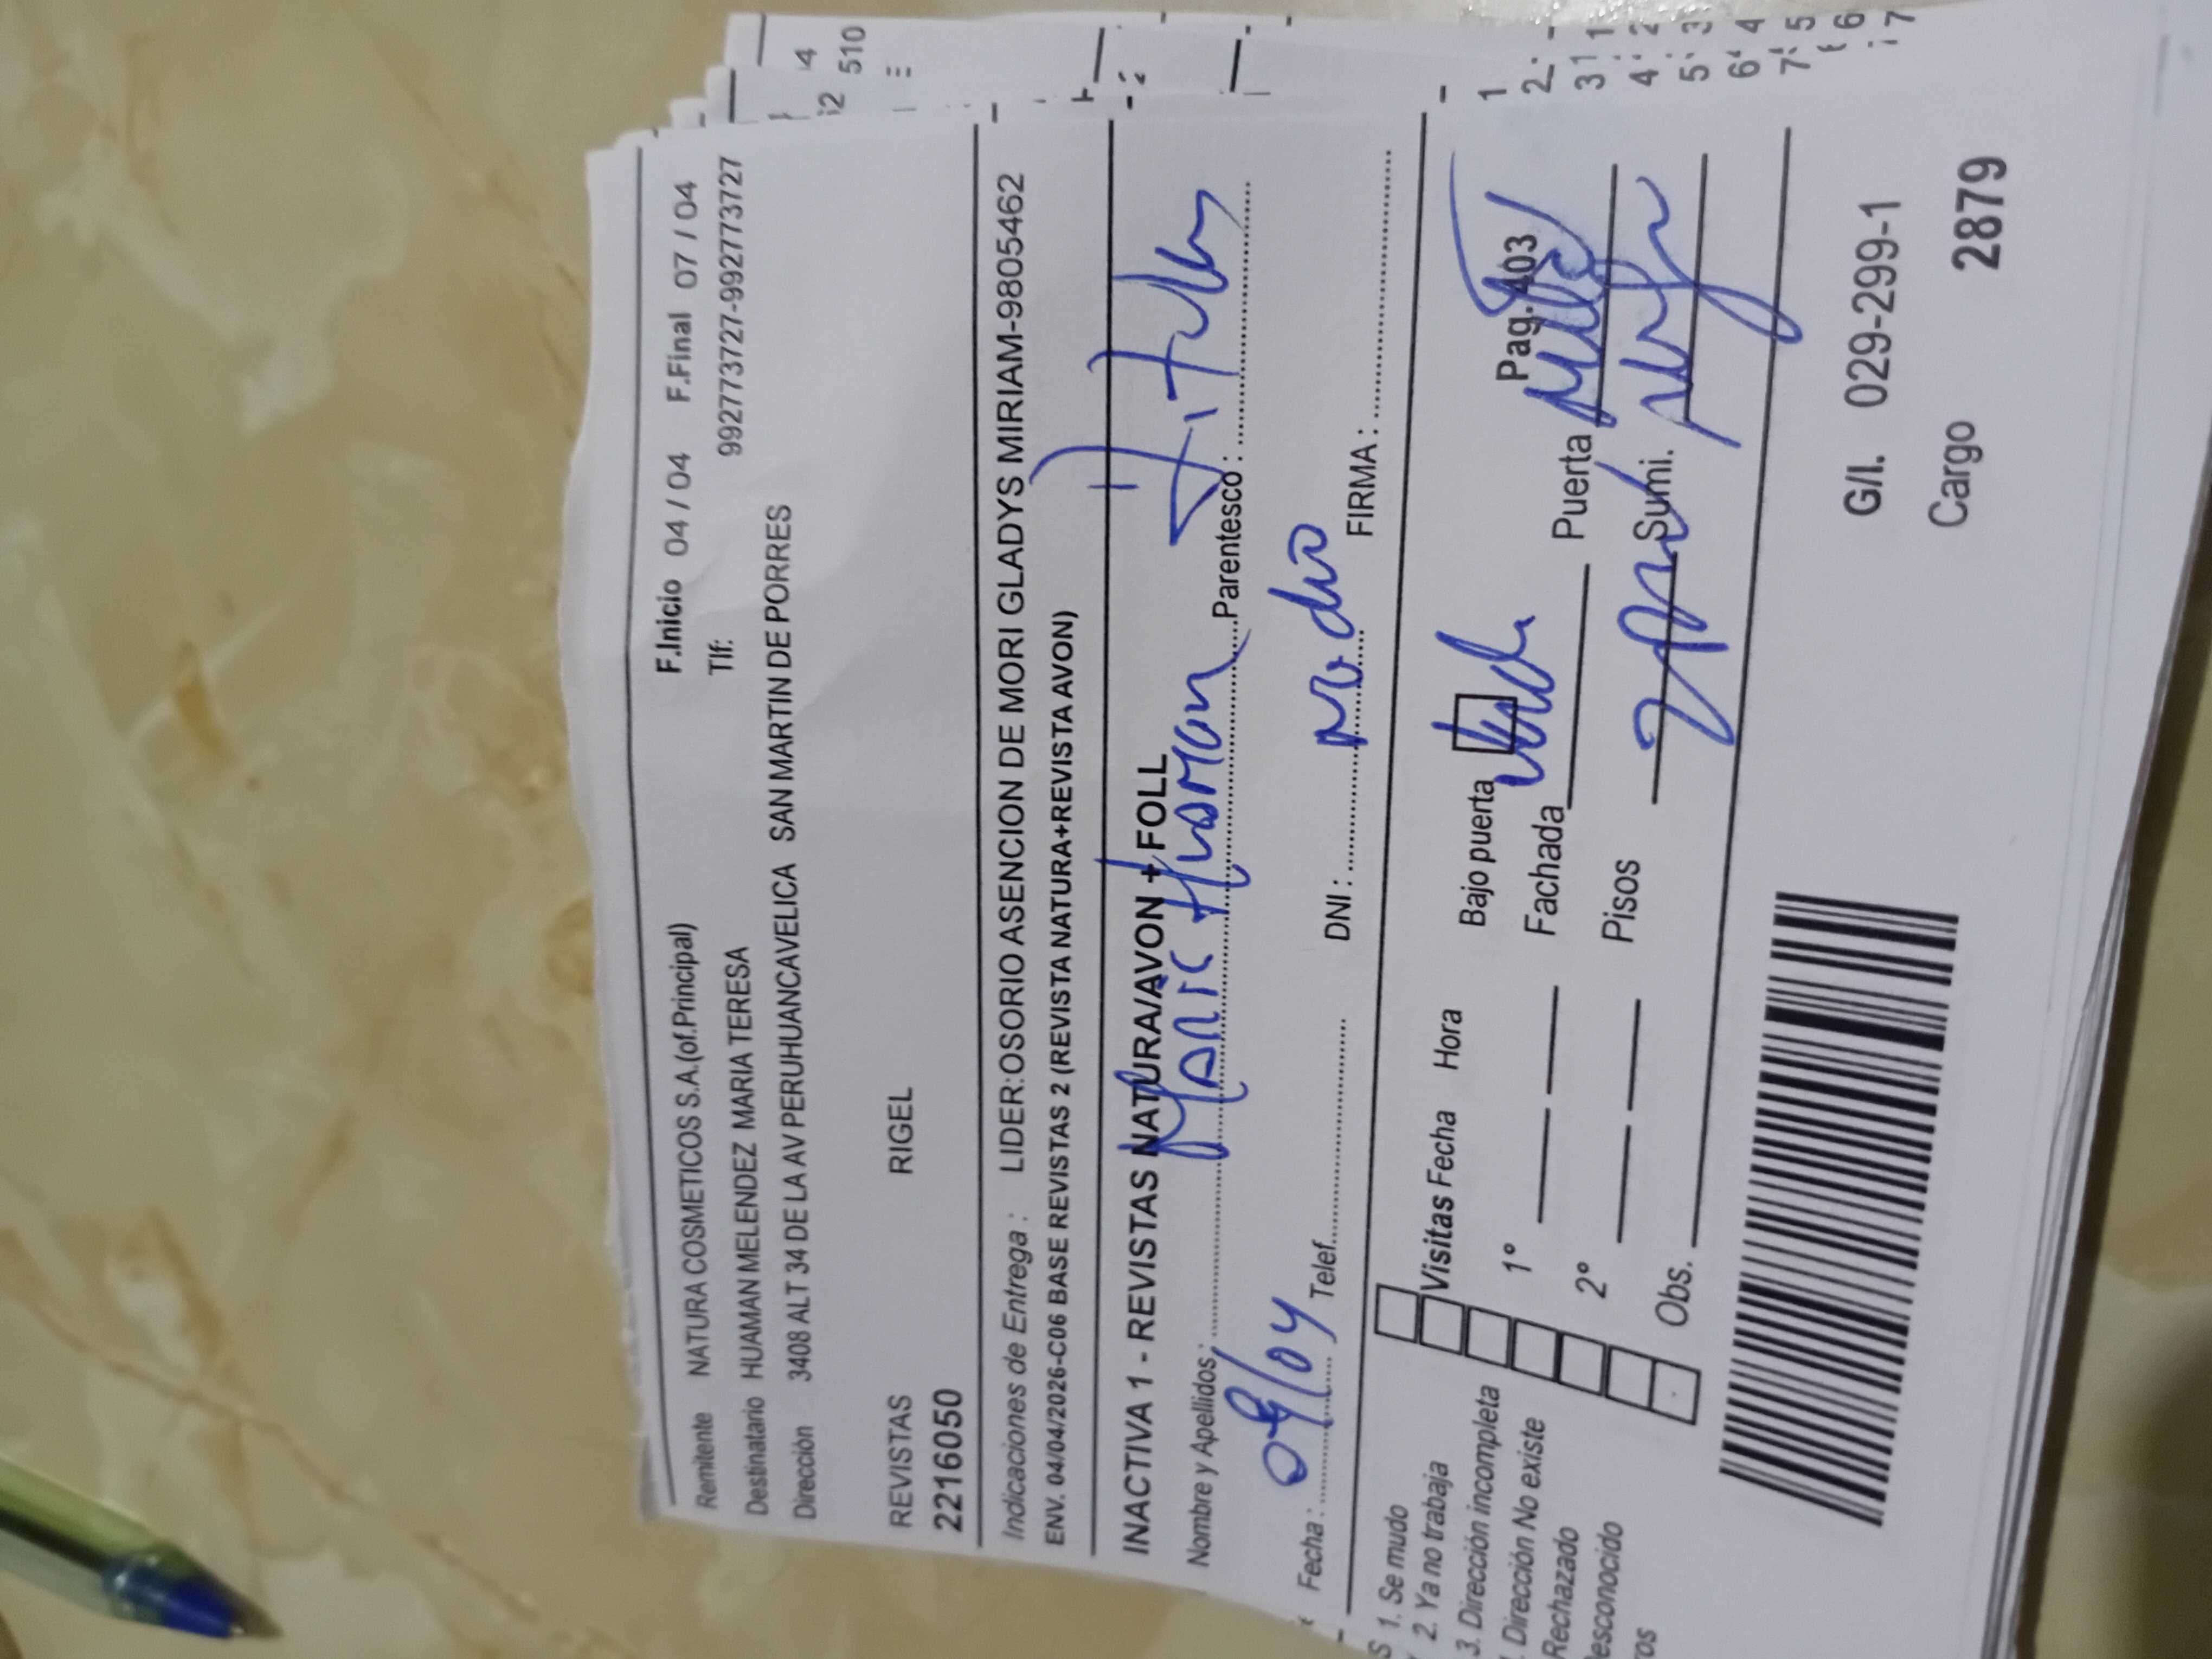 F.Inicio 04 / 04 F.Final 07 / 04
Remitente NATURA COSMETICOS S.A.(of.Principal) Tlf: 992773727-992773727
Destinatario HUAMAN MELENDEZ MARIA TERESA
Dirección 3408 ALT 34 DE LA AV PERUHUANCAVELICA SAN MARTIN DE PORRES
REVISTAS RIGEL
22160500
Indicaciones de Entrega : LIDER:OSORIO ASENCION DE MORI GLADYS MIRIAM-9805462
ENV. 04/04/2026-C06 BASE REVISTAS 2 (REVISTA NATURA+REVISTA AVON)
INACTIVA 1 - REVISTAS NATURA/AVON + FOLL
Nombre y Apellidos: Maria Huaman Parentesco : Titular
Fecha : Telef. DNI : No dio FIRMA :
1. Se mudo
2. Ya no trabaja
3. Dirección incompleta
Dirección No existe
Rechazado
Desconocido
Visitas Fecha Hora Bajo puerta Pag. 403
1° Fachada Puerta
2° Pisos Sumi.
Obs.
G/I. 029-299-1
Cargo 2879